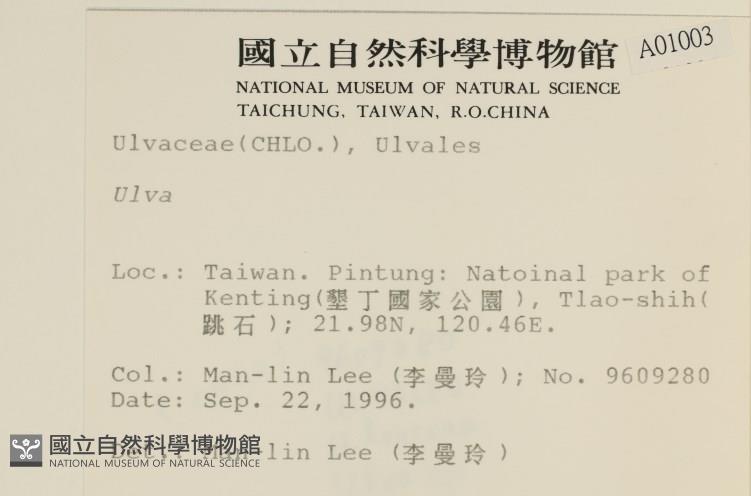 國立自然科學博物館
A01003
NATIONAL MUSEUM OF NATURAL SCIENCE
TAICHUNG, TAIWAN, R.O.CHINA
Ulvaceae(CHLO.), Ulvales
Ulva
Loc.: Taiwan. Pintung: Natoinal park of
Kenting(墾丁國家公園), Tlao-shih(
跳石); 21.98N, 120.46E.
Col.: Man-lin Lee (李曼玲); No. 9609280
Date: Sep. 22, 1996.
Det.: Man-lin Lee (李曼玲)
國立自然科學博物館
NATIONAL MUSEUM OF NATURAL SCIENCE